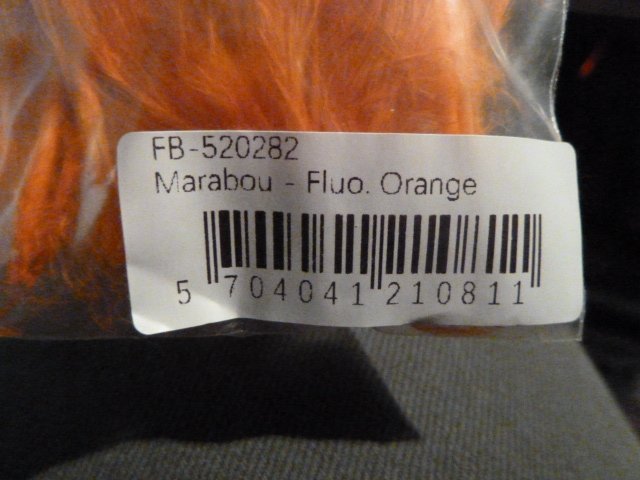 FB-520282
Marabou - Fluo. Orange
5 704041 210811